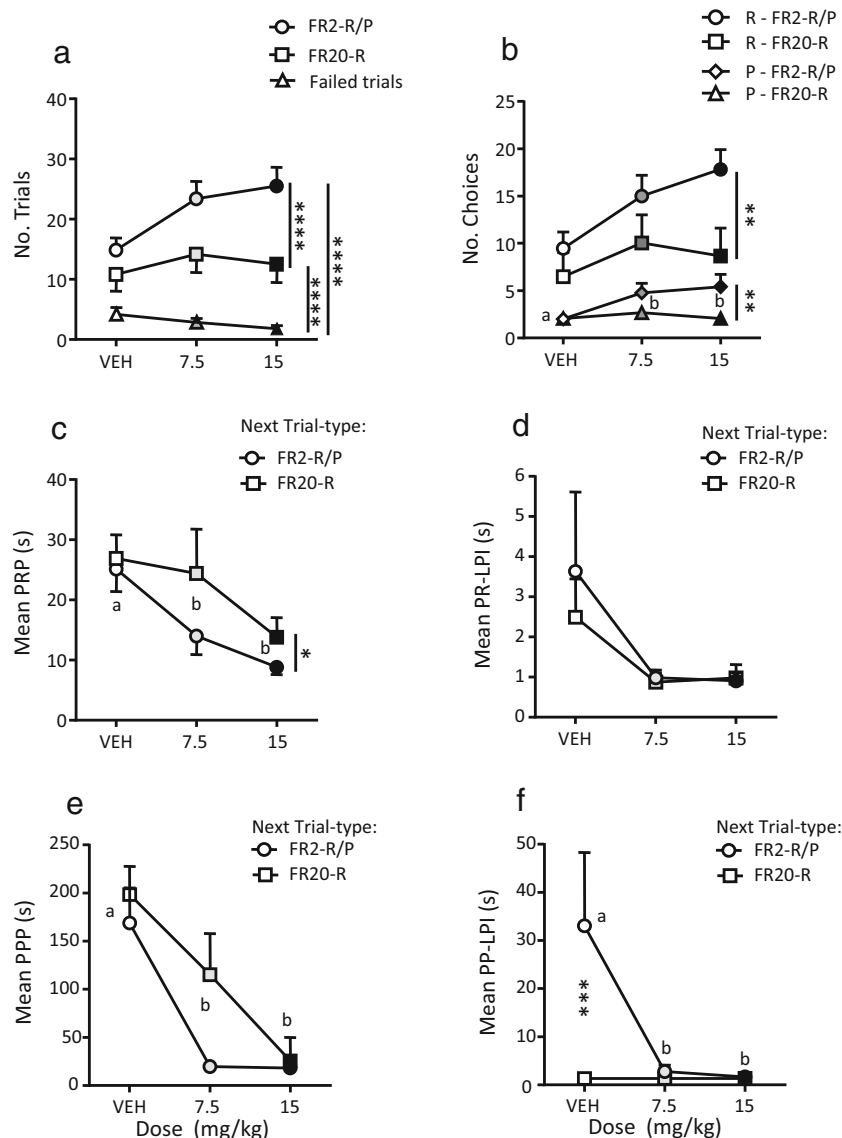 a
FR2-R/P
FR20-R
Failed trials
No. Trials
40
30
20
10
0
****
****
****
VEH
7.5
15
b
R - FR2-R/P
R - FR20-R
P - FR2-R/P
P - FR20-R
No. Choices
25
20
15
10
5
0
a
b
b
**
**
VEH
7.5
15
c
Next Trial-type:
FR2-R/P
FR20-R
Mean PRP (s)
40
30
20
10
0
a
b
b
*
VEH
7.5
15
d
Next Trial-type:
FR2-R/P
FR20-R
Mean PR-LPI (s)
6
5
4
3
2
1
0
VEH
7.5
15
e
Next Trial-type:
FR2-R/P
FR20-R
Mean PPP (s)
250
200
150
100
50
0
a
b
b
VEH
7.5
15
Dose (mg/kg)
f
Next Trial-type:
FR2-R/P
FR20-R
Mean PP-LPI (s)
50
40
30
20
10
0
a
***
b
b
VEH
7.5
15
Dose (mg/kg)